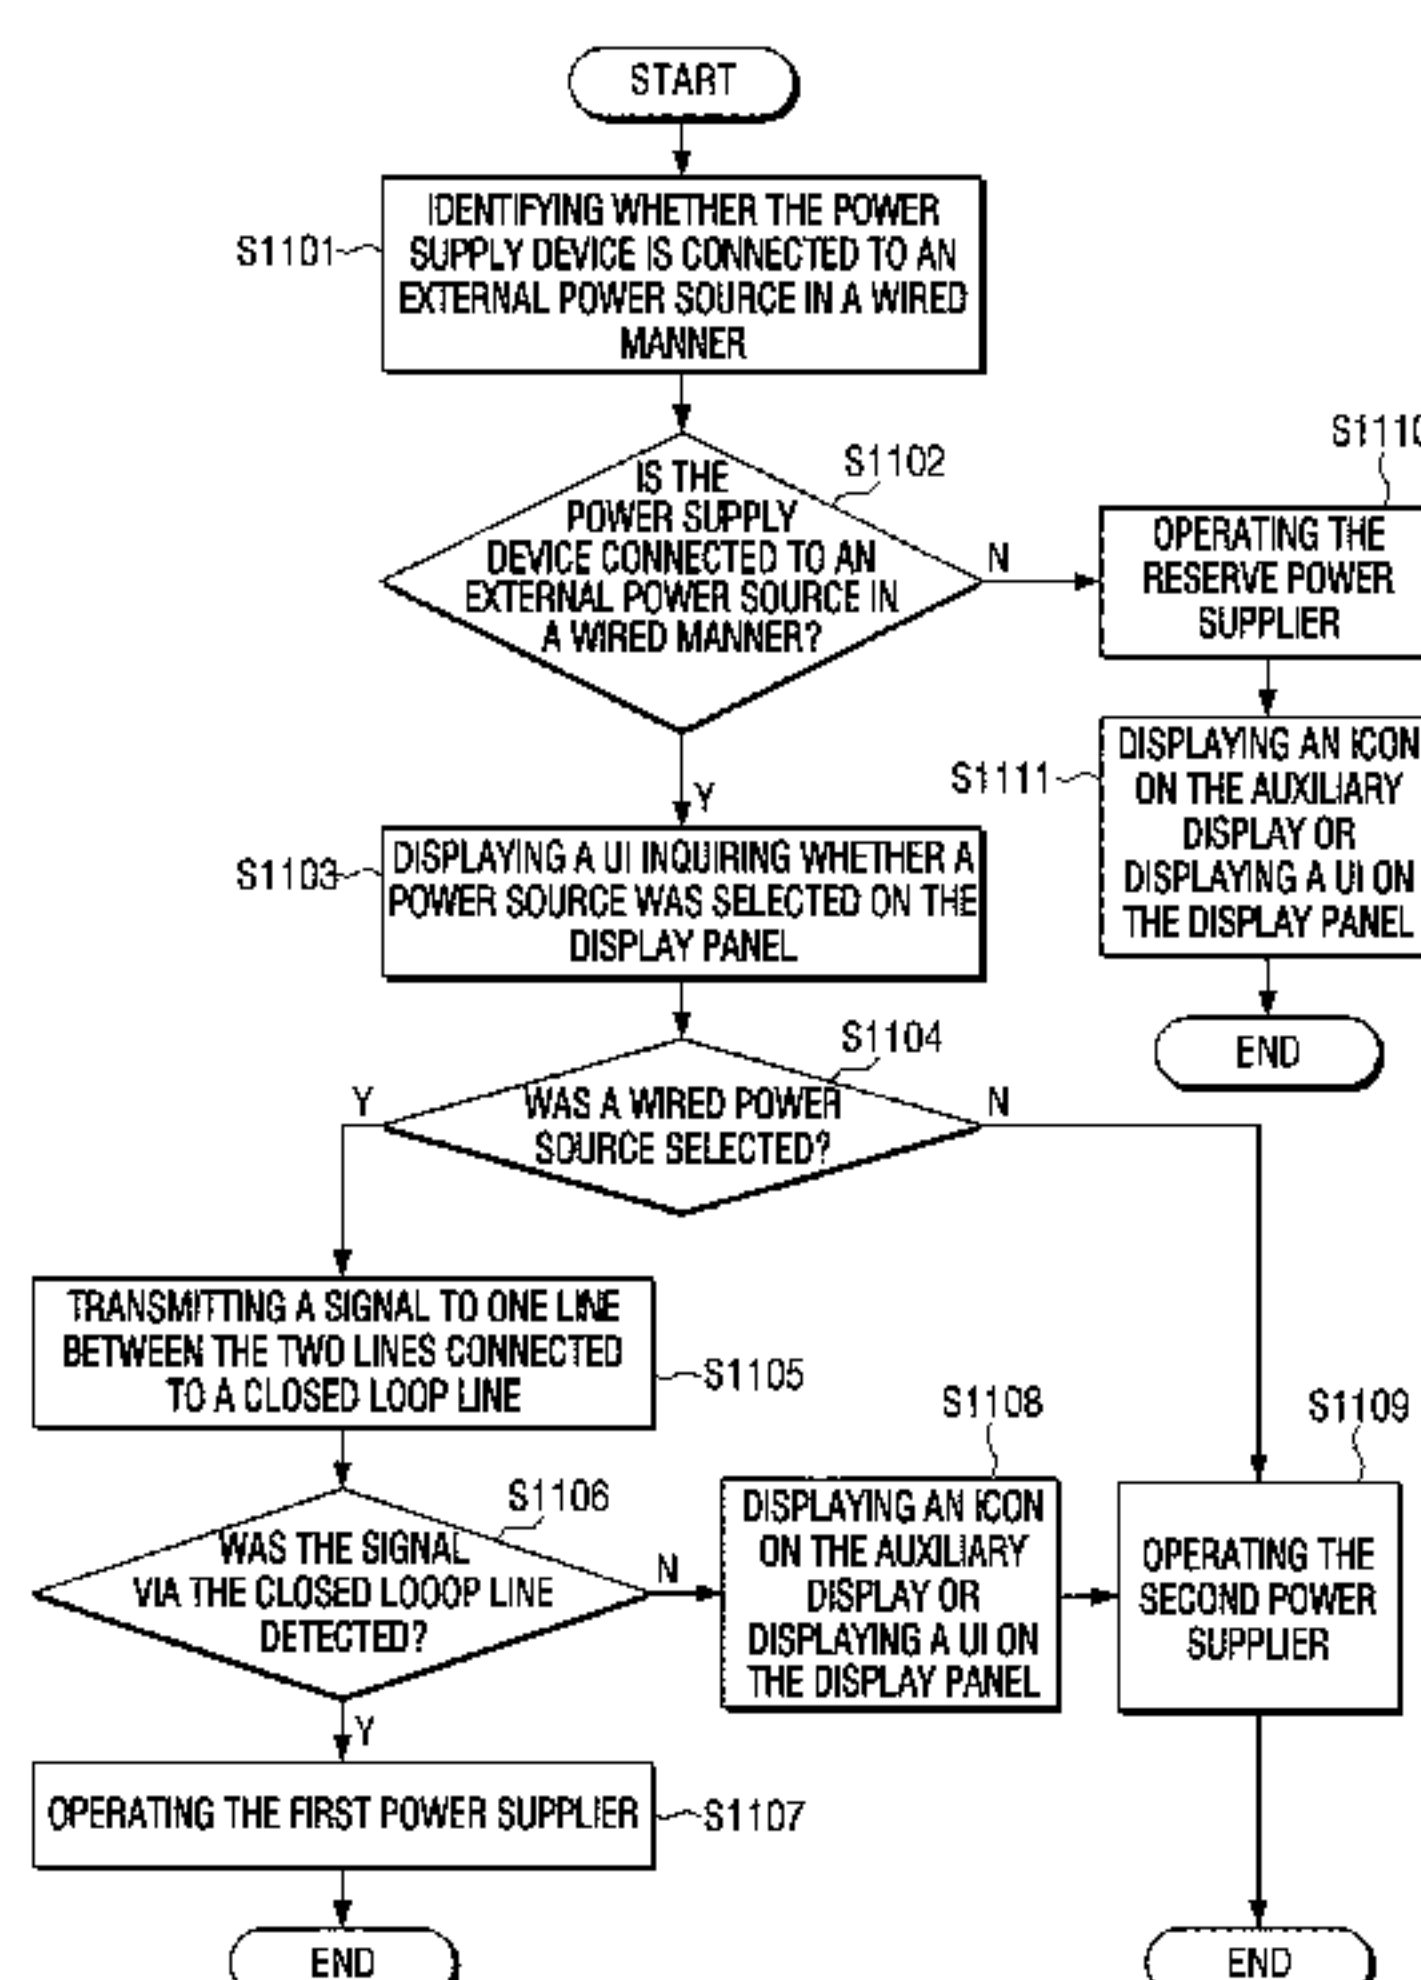 START
S1101
IDENTIFYING WHETHER THE POWER
SUPPLY DEVICE IS CONNECTED TO AN
EXTERNAL POWER SOURCE IN A WIRED
MANNER
S1102
IS THE
POWER SUPPLY
DEVICE CONNECTED TO AN
EXTERNAL POWER SOURCE IN
A WIRED MANNER?
N
S1110
OPERATING THE
RESERVE POWER
SUPPLIER
Y
S1111
DISPLAYING AN ICON
ON THE AUXILIARY
DISPLAY OR
DISPLAYING A UI ON
THE DISPLAY PANEL
END
S1103
DISPLAYING A UI INQUIRING WHETHER A
POWER SOURCE WAS SELECTED ON THE
DISPLAY PANEL
S1104
Y
WAS A WIRED POWER
SOURCE SELECTED?
N
TRANSMITTING A SIGNAL TO ONE LINE
BETWEEN THE TWO LINES CONNECTED
TO A CLOSED LOOP LINE
S1105
S1106
WAS THE SIGNAL
VIA THE CLOSED LOOOP LINE
DETECTED?
N
S1108
DISPLAYING AN ICON
ON THE AUXILIARY
DISPLAY OR
DISPLAYING A UI ON
THE DISPLAY PANEL
S1109
OPERATING THE
SECOND POWER
SUPPLIER
Y
OPERATING THE FIRST POWER SUPPLIER
S1107
END
END